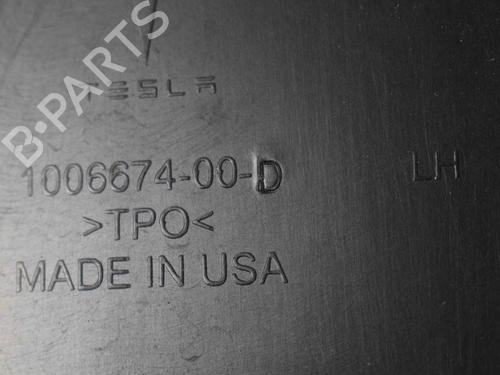 B-PARTS
TESLA
1006674-00-D
LH
>TPO<
MADE IN USA